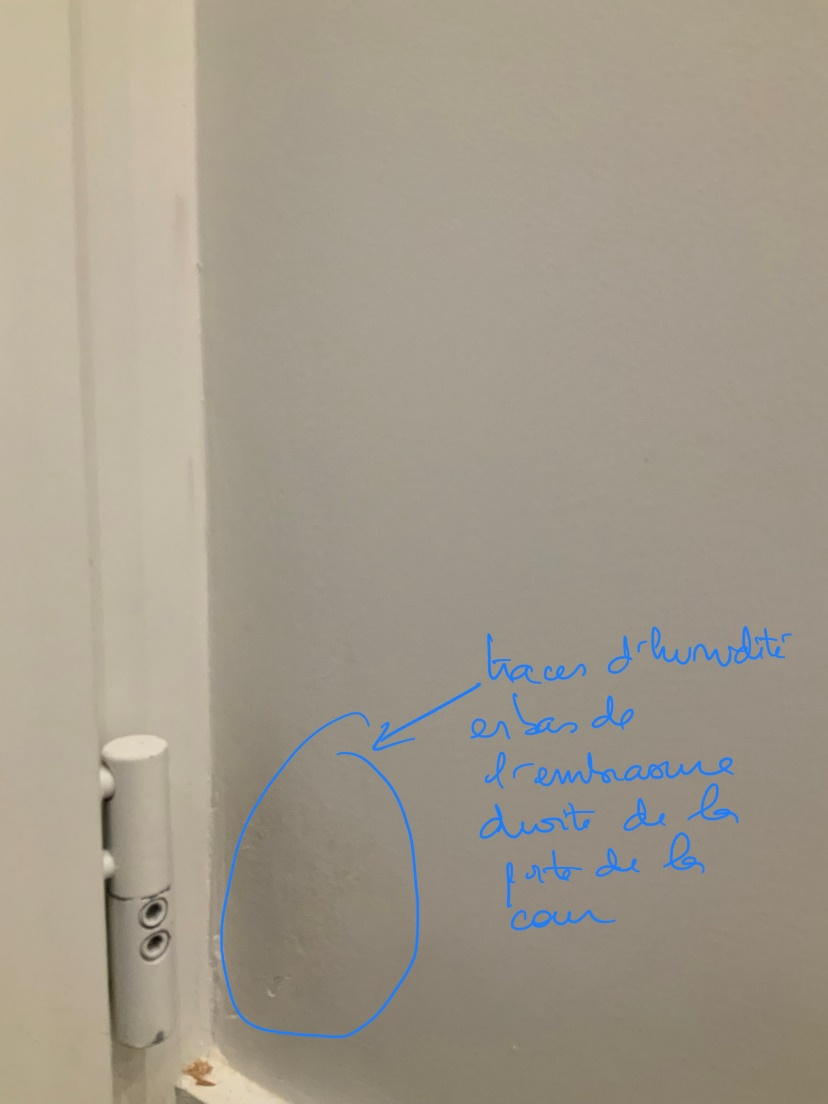 traces d'humidité
en bas de
l'embrasure
droite de la
porte de la
cour